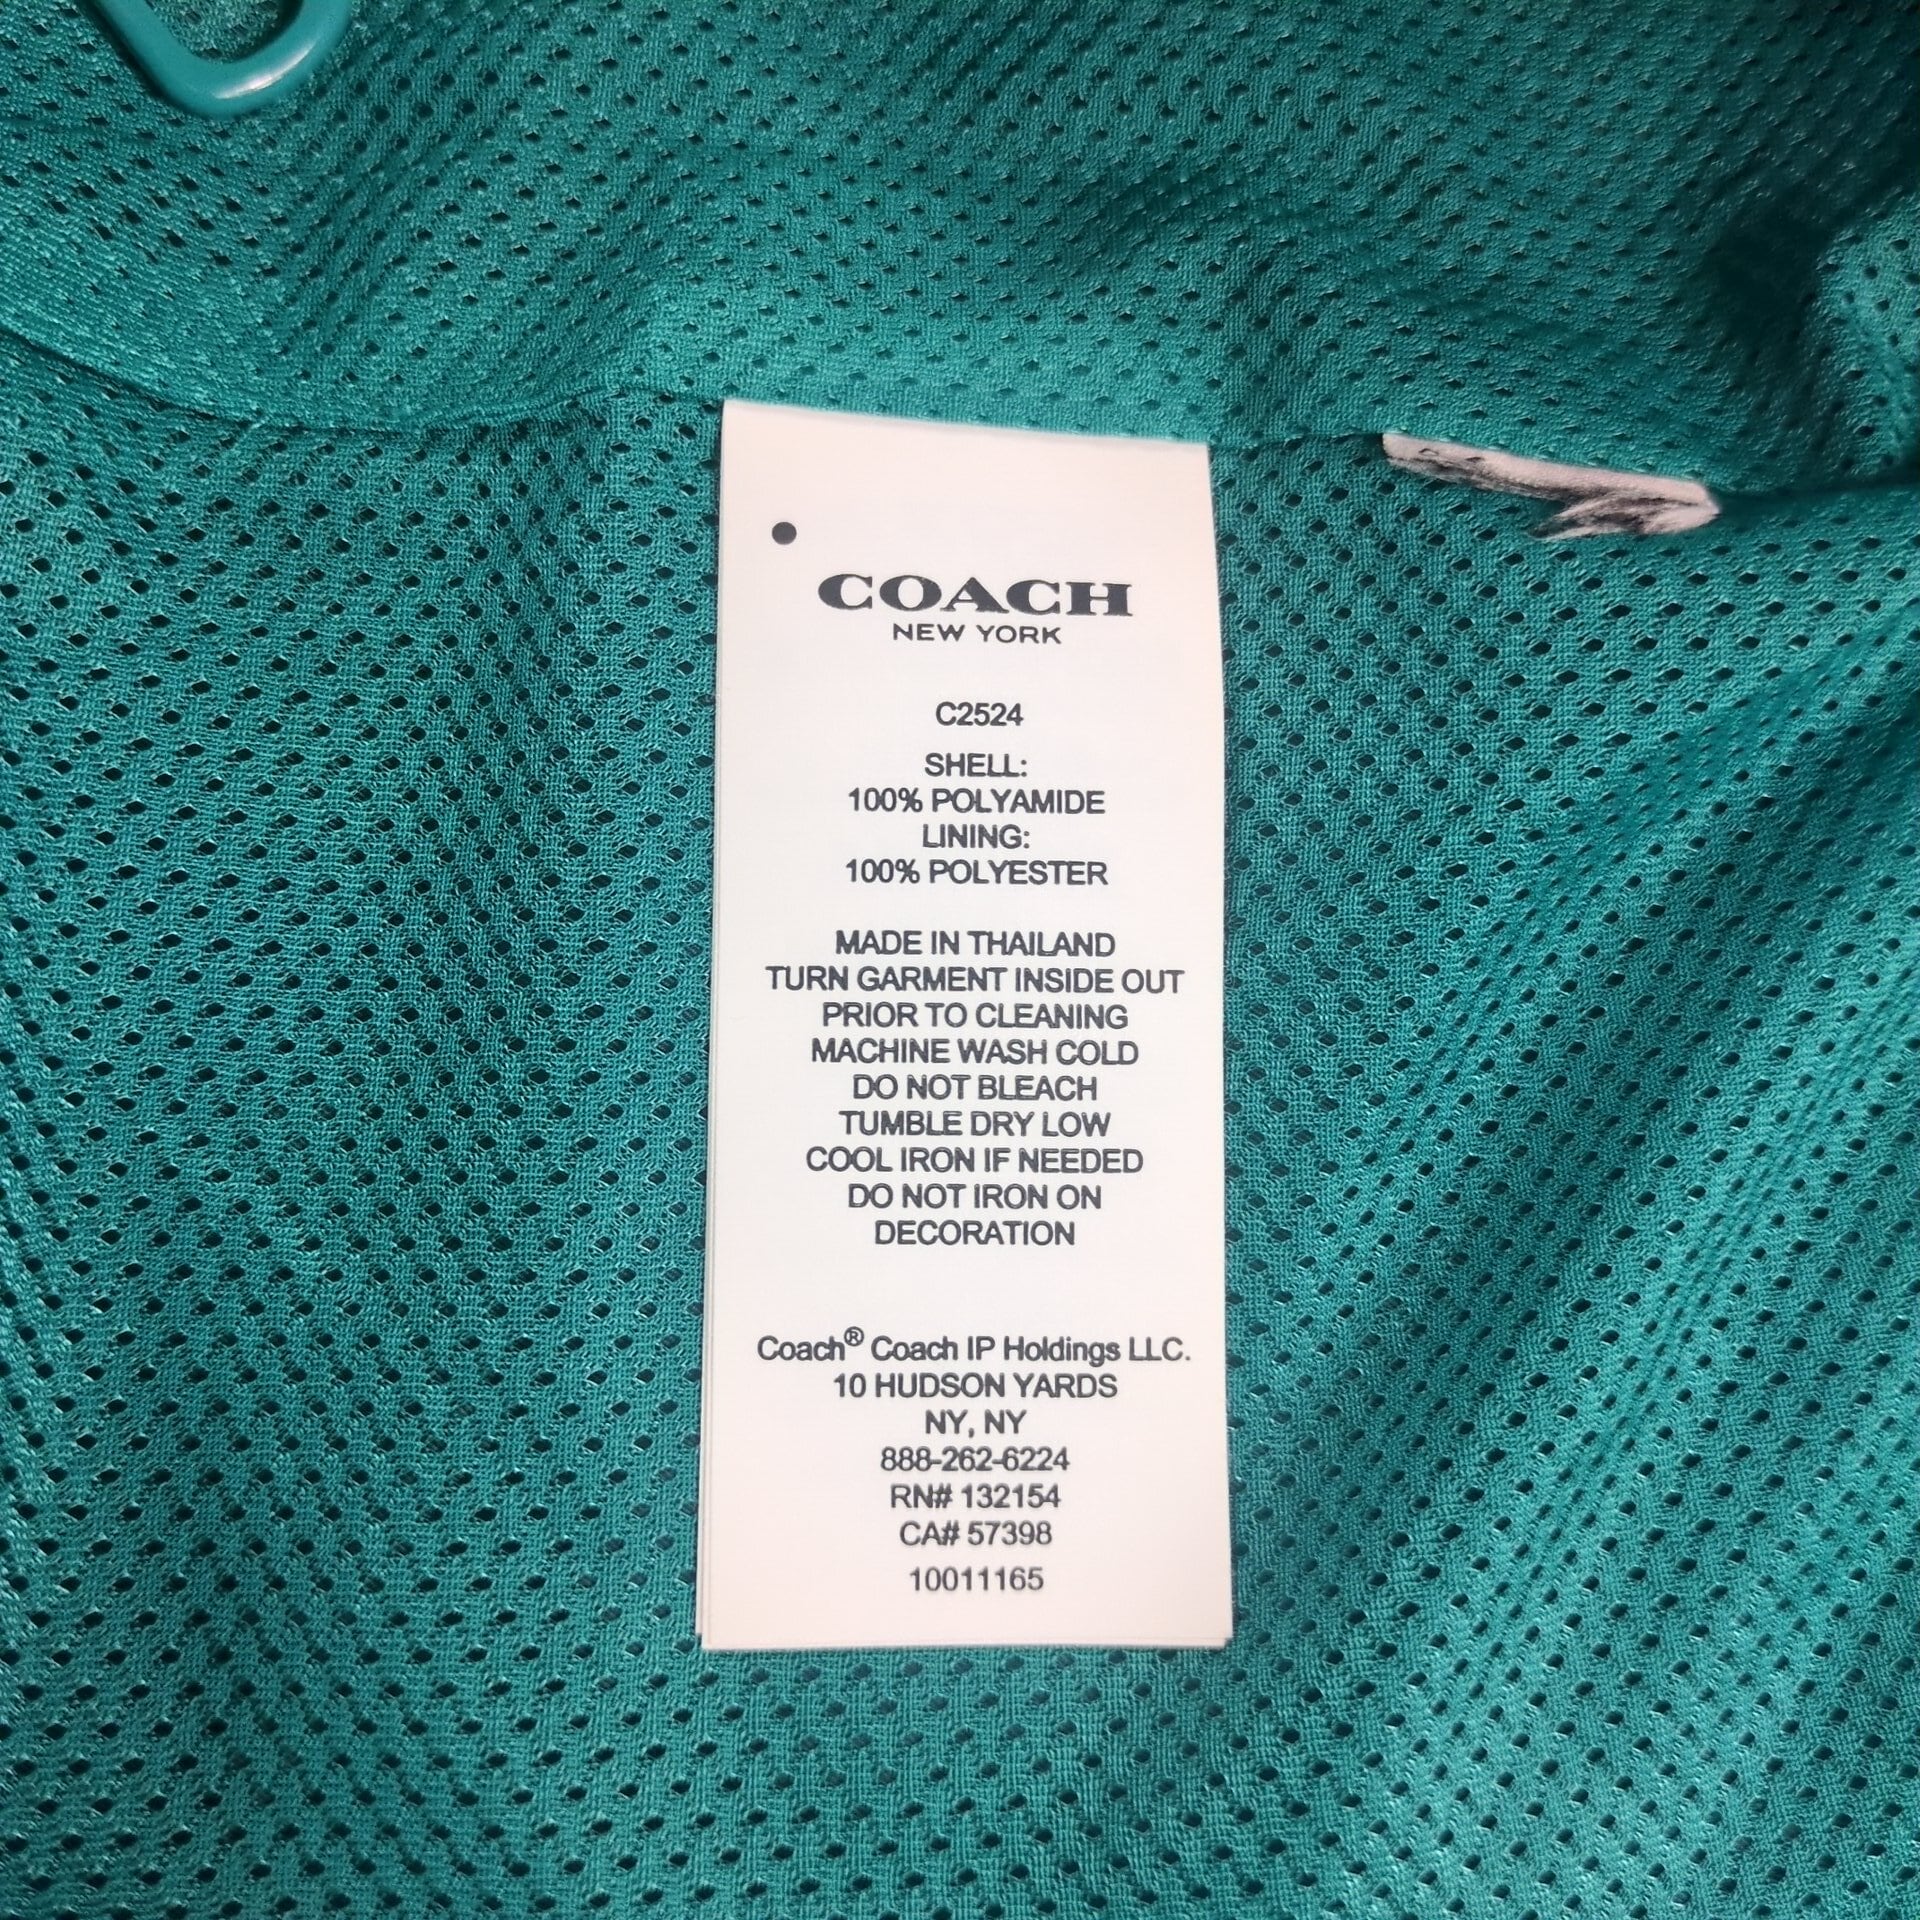 COACH
NEW YORK
C2524
SHELL:
100% POLYAMIDE
LINING:
100% POLYESTER
MADE IN THAILAND
TURN GARMENT INSIDE OUT
PRIOR TO CLEANING
MACHINE WASH COLD
DO NOT BLEACH
TUMBLE DRY LOW
COOL IRON IF NEEDED
DO NOT IRON ON
DECORATION
Coach® Coach IP Holdings LLC.
10 HUDSON YARDS
NY, NY
888-262-6224
RN# 132154
CA# 57398
10011165